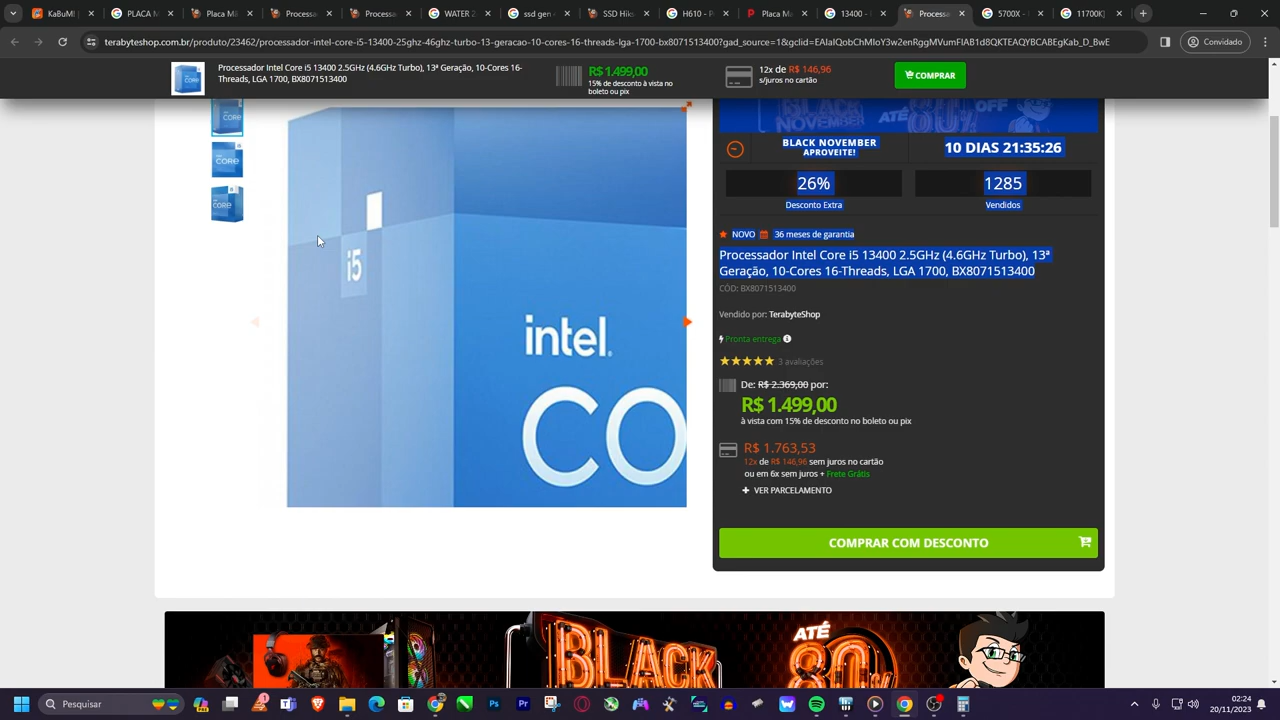 KaBuM! |
PLACA M
Placa Mã
Processa
Processa
WATER 2
ssd gen
SSD Hiks
H610 - P
Placa Ma
13400 -
Processa
5700X -
11700K|
terabyteshop.com.br/produto/23462/processador-intel-core-i5-13400-25ghz-46ghz-turbo-13-geracao-10-cores-16-threads-lga-1700-bx8071513400?gad_source=1&gclid=EAIaIQobChMIoY3w2enRggMVumFIAB1d8QKTEAQYBCABEgKab_D_BwE
Convidado
Processador Intel Core i5 13400 2.5GHz (4.6GHz Turbo), 13ª Geração, 10-Cores 16-
Threads, LGA 1700, BX8071513400
R$ 1.499,00
15% de desconto à vista no
boleto ou pix
12x de R$ 146,96
s/juros no cartão
COMPRAR
BLACK
NOVEMBER
ATÉ
OFF
BLACK NOVEMBER
APROVEITE!
10 DIAS 21:35:26
26%
Desconto Extra
1285
Vendidos
NOVO
36 meses de garantia
Processador Intel Core i5 13400 2.5GHz (4.6GHz Turbo), 13ª
Geração, 10-Cores 16-Threads, LGA 1700, BX8071513400
CÓD: BX8071513400
Vendido por: TerabyteShop
Pronta entrega
3 avaliações
De: R$ 2.369,00 por:
R$ 1.499,00
à vista com 15% de desconto no boleto ou pix
R$ 1.763,53
12x de R$ 146,96 sem juros no cartão
ou em 6x sem juros + Frete Grátis
+ VER PARCELAMENTO
COMPRAR COM DESCONTO
i5
intel.
CO
BLACK
ATÉ
80%
Pesquisar
02:24
20/11/2023